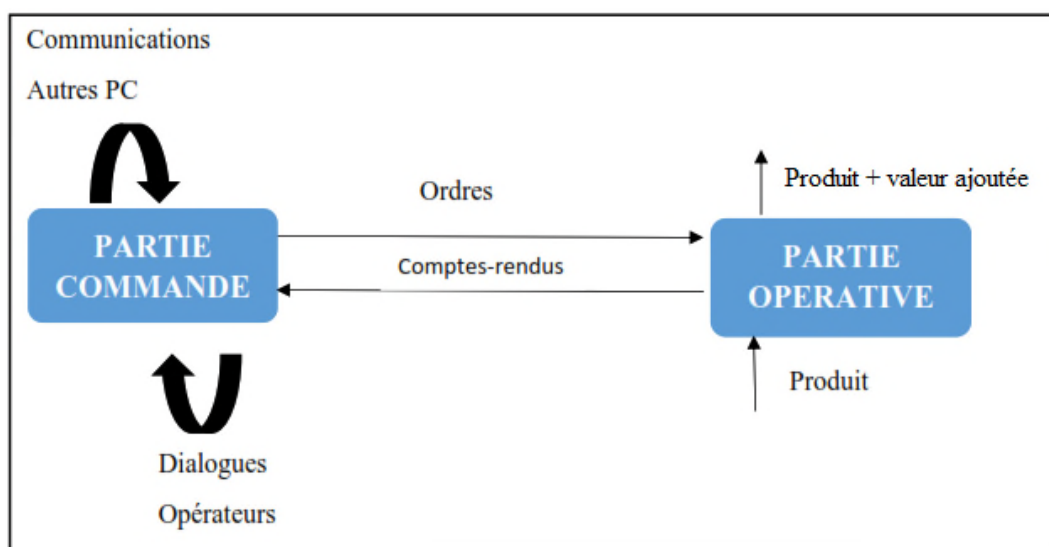 Communications
Autres PC
Ordres
Produit + valeur ajoutée
PARTIE
COMMANDE
Comptes-rendus
PARTIE
OPERATIVE
Produit
Dialogues
Opérateurs